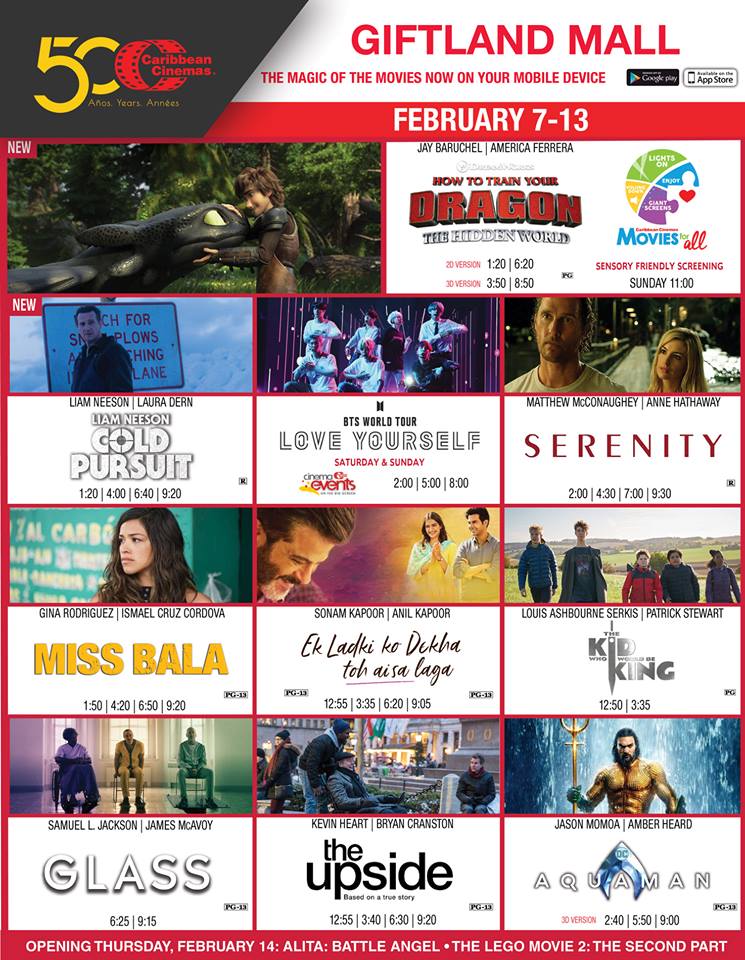 50 Caribbean
Cinemas
Años. Years. Années
GIFTLAND MALL
THE MAGIC OF THE MOVIES NOW ON YOUR MOBILE DEVICE
Google play
Available on the
App Store
FEBRUARY 7-13
NEW
JAY BARUCHEL | AMERICA FERRERA
DreamWorks
HOW TO TRAIN YOUR
DRAGON
THE HIDDEN WORLD
2D VERSION 1:20 | 6:20
3D VERSION 3:50 | 8:50
PG
LIGHTS
ON
ENJOY
VOLUME
DOWN
GIANT
SCREENS
Caribbean Cinemas
MOVIES for all
SENSORY FRIENDLY SCREENING
SUNDAY 11:00
NEW
CH FOR
PLOWS
LANE
LIAM NEESON | LAURA DERN
LIAM NEESON
COLD
PURSUIT
R
1:20 | 4:00 | 6:40 | 9:20
BTS WORLD TOUR
LOVE YOURSELF
SATURDAY & SUNDAY
cinema
events
ON THE BIG SCREEN
2:00 | 5:00 | 8:00
MATTHEW McCONAUGHEY | ANNE HATHAWAY
SERENITY
R
2:00 | 4:30 | 7:00 | 9:30
ZAL CARBÓ
GINA RODRIGUEZ | ISMAEL CRUZ CORDOVA
MISS BALA
PG-13
1:50 | 4:20 | 6:50 | 9:20
SONAM KAPOOR | ANIL KAPOOR
Ek Ladki ko Dekha
toh aisa laga
PG-13
PG-13
12:55 | 3:35 | 6:20 | 9:05
LOUIS ASHBOURNE SERKIS | PATRICK STEWART
THE
KID
WHO WOULD BE
KING
PG
12:50 | 3:35
SAMUEL L. JACKSON | JAMES McAVOY
GLASS
PG-13
6:25 | 9:15
KEVIN HEART | BRYAN CRANSTON
the
upside
Based on a true story
PG-13
12:55 | 3:40 | 6:30 | 9:20
JASON MOMOA | AMBER HEARD
DC
AQUAMAN
PG-13
3D VERSION 2:40 | 5:50 | 9:00
OPENING THURSDAY, FEBRUARY 14: ALITA: BATTLE ANGEL • THE LEGO MOVIE 2: THE SECOND PART